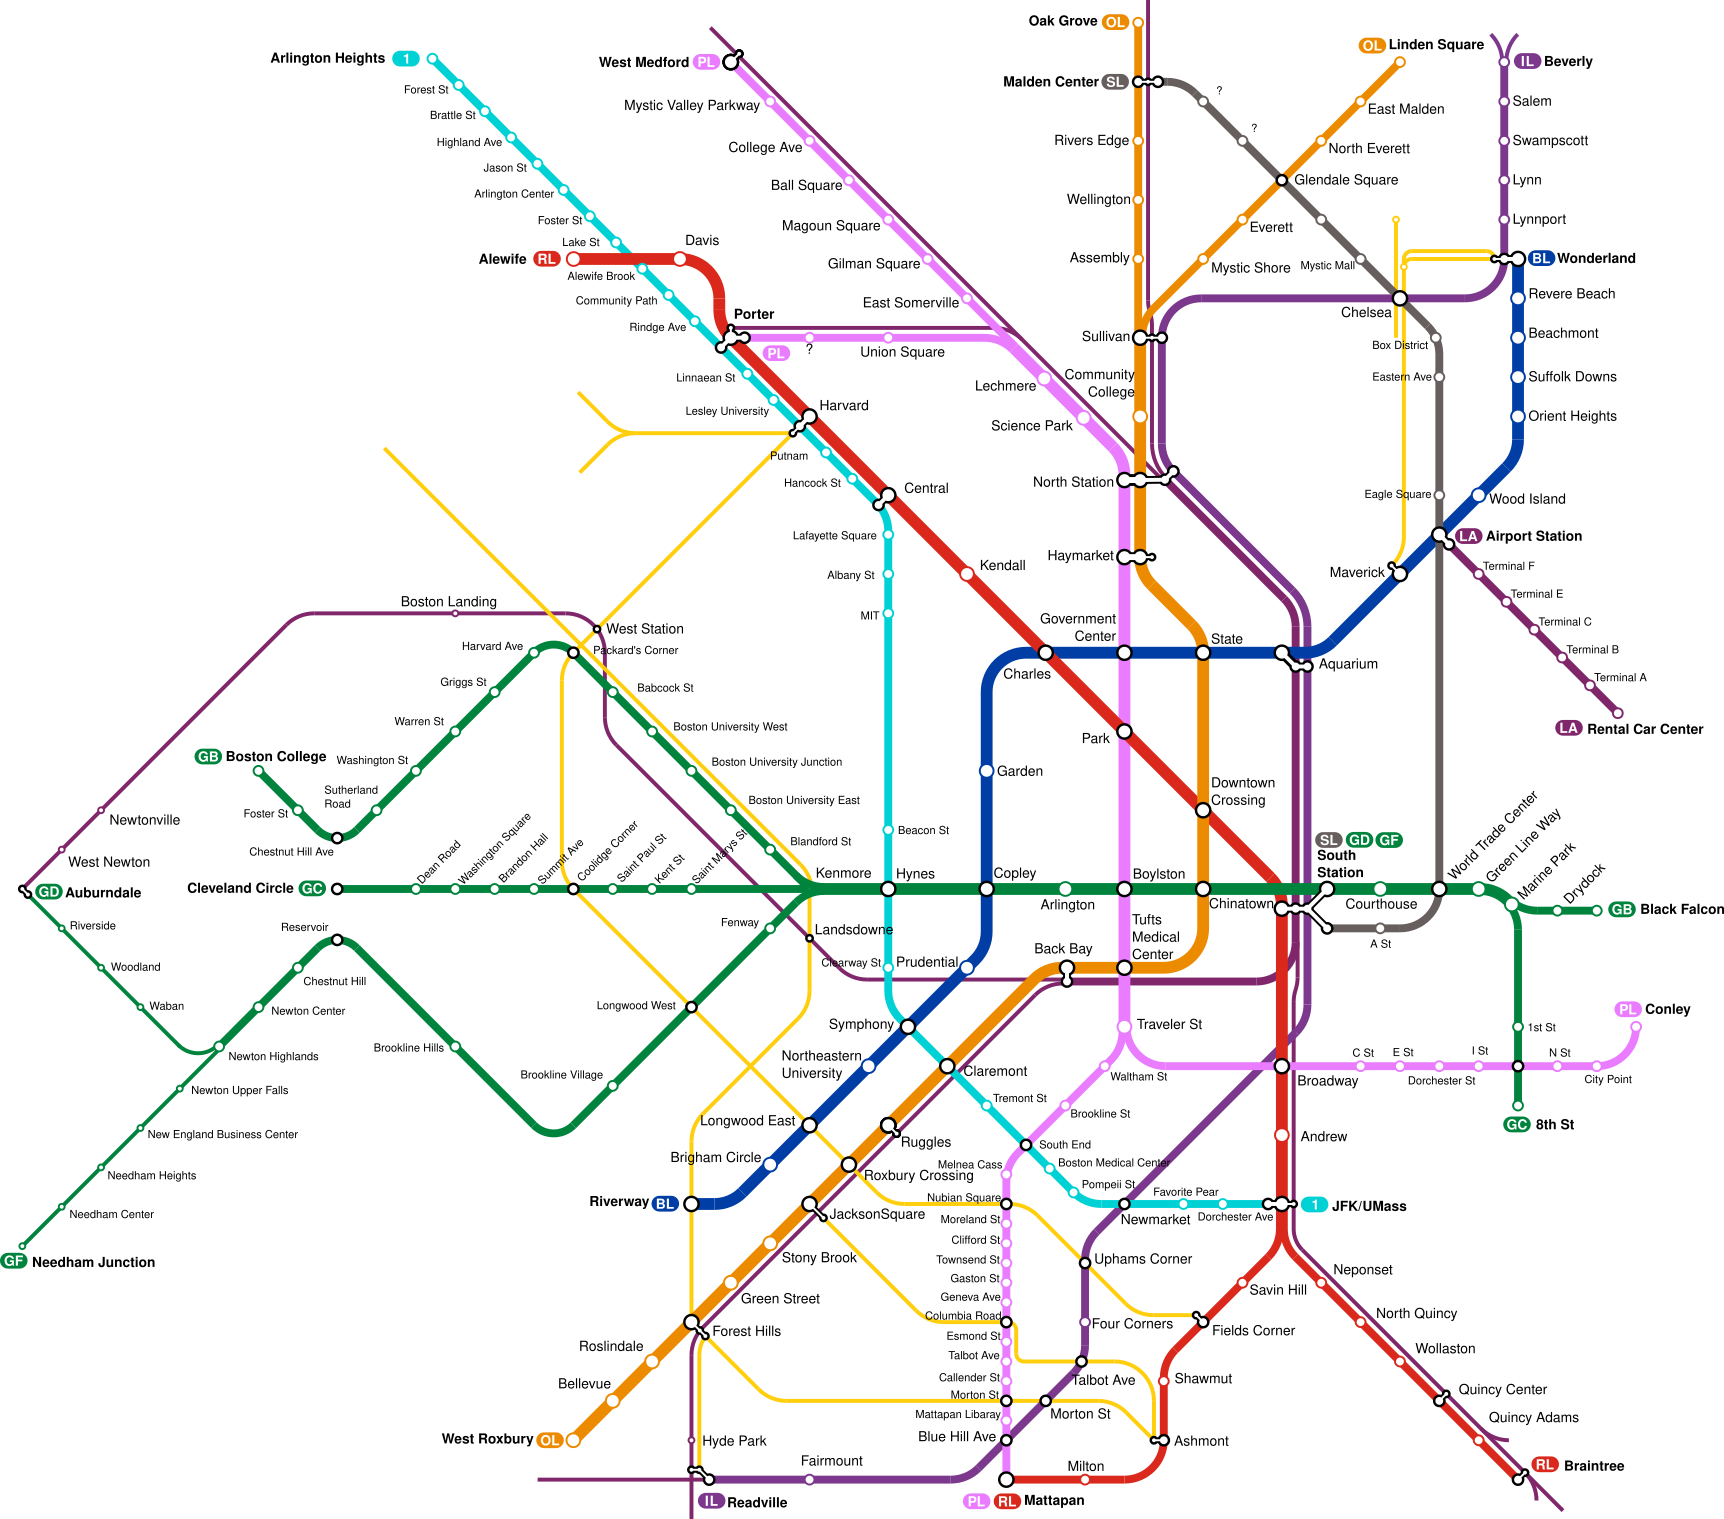 Oak Grove OL
OL Linden Square
Arlington Heights 1
West Medford PL
IL Beverly
Forest St
Malden Center SL
?
Mystic Valley Parkway
East Malden
Salem
Brattle St
?
Highland Ave
College Ave
Rivers Edge
North Everett
Swampscott
Jason St
Ball Square
Glendale Square
Lynn
Arlington Center
Wellington
Foster St
Magoun Square
Everett
Lynnport
Lake St
Davis
Alewife RL
Gilman Square
Assembly
Mystic Shore
Mystic Mall
BL Wonderland
Alewife Brook
Community Path
East Somerville
Revere Beach
Rindge Ave
Porter
Chelsea
PL
?
Union Square
Sullivan
Box District
Beachmont
Linnaean St
Lechmere
Community
College
Eastern Ave
Suffolk Downs
Lesley University
Harvard
Science Park
Orient Heights
Putnam
Hancock St
Central
North Station
Eagle Square
Wood Island
Lafayette Square
LA Airport Station
Albany St
Kendall
Haymarket
Maverick
Terminal F
Terminal E
MIT
Boston Landing
West Station
Government
Center
State
Terminal C
Harvard Ave
Packard's Corner
Charles
Aquarium
Terminal B
Griggs St
Babcock St
Terminal A
Warren St
Boston University West
Park
LA Rental Car Center
GB Boston College
Washington St
Boston University Junction
Garden
Sutherland
Road
Boston University East
Downtown
Crossing
Foster St
Newtonville
Chestnut Hill Ave
Beacon St
Blandford St
SL GD GF
South
Station
West Newton
GD Auburndale
Cleveland Circle GC
Dean Road
Washington Square
Brandon Hall
Summit Ave
Coolidge Corner
Saint Paul St
Kent St
Saint Marys St
Kenmore
Hynes
Copley
Arlington
Boylston
Chinatown
Courthouse
World Trade Center
Green Line Way
Marine Park
Drydock
GB Black Falcon
Riverside
Reservoir
Fenway
Landsdowne
Tufts
Medical
Center
A St
Woodland
Chestnut Hill
Clearway St
Prudential
Back Bay
Waban
Newton Center
Longwood West
Symphony
Traveler St
PL Conley
Newton Highlands
Brookline Hills
Northeastern
University
1st St
Newton Upper Falls
Brookline Village
Claremont
Waltham St
Broadway
C St
E St
Dorchester St
I St
N St
City Point
Tremont St
Brookline St
New England Business Center
Longwood East
Ruggles
South End
Andrew
GC 8th St
Needham Heights
Brigham Circle
Roxbury Crossing
Melnea Cass
Boston Medical Center
Pompeii St
Favorite Pear
Riverway BL
Nubian Square
Newmarket
Dorchester Ave
1 JFK/UMass
Needham Center
JacksonSquare
Moreland St
Clifford St
GF Needham Junction
Stony Brook
Townsend St
Uphams Corner
Neponset
Gaston St
Savin Hill
Green Street
Geneva Ave
Columbia Road
North Quincy
Forest Hills
Esmond St
Four Corners
Fields Corner
Roslindale
Talbot Ave
Wollaston
Bellevue
Callender St
Talbot Ave
Shawmut
Morton St
Quincy Center
Mattapan Libaray
Morton St
Quincy Adams
West Roxbury OL
Hyde Park
Blue Hill Ave
Ashmont
Fairmount
Milton
RL Braintree
IL Readville
PL RL Mattapan